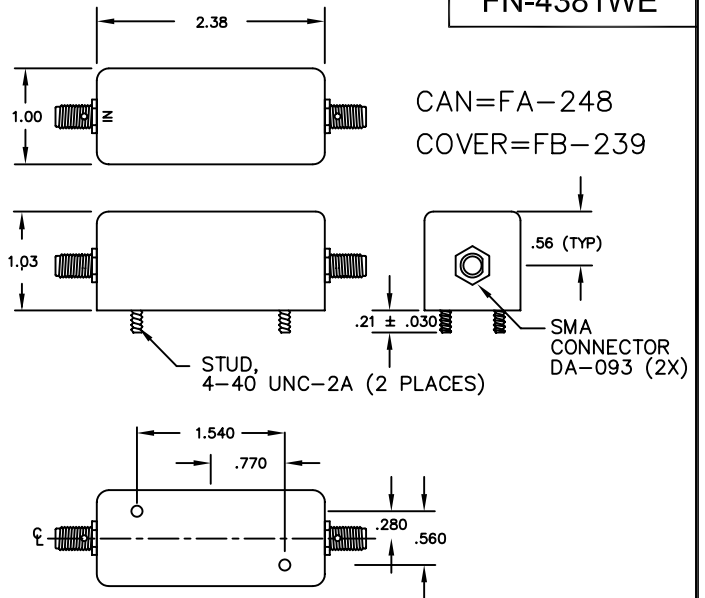 FN-4381WE
2.38
1.00
IN
CAN=FA-248
COVER=FB-239
1.03
.56 (TYP)
.21 ± .030
STUD,
4-40 UNC-2A (2 PLACES)
SMA
CONNECTOR
DA-093 (2X)
1.540
.770
℄
.280
.560